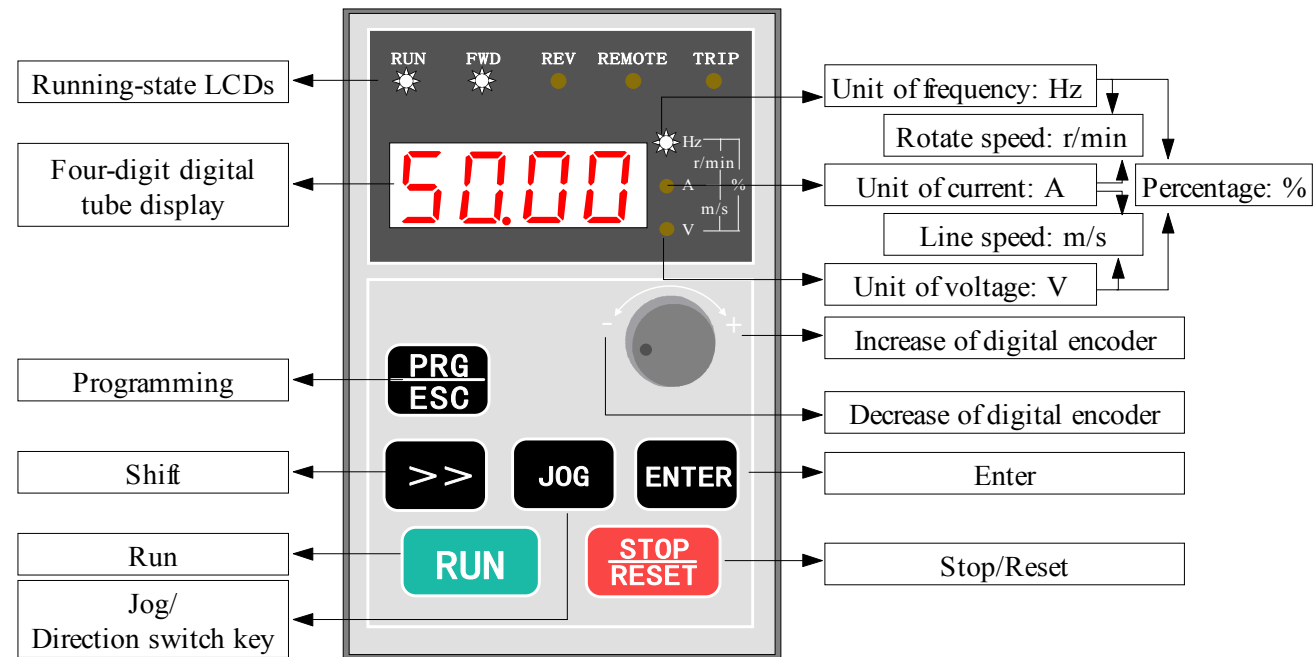 RUN FWD REV REMOTE TRIP
Running-state LCDs
Unit of frequency: Hz
Rotate speed: r/min
Hz
r/min
Four-digit digital
tube display
50.00
A
%
Unit of current: A
Percentage: %
m/s
V
Line speed: m/s
Unit of voltage: V
- +
Increase of digital encoder
Programming
PRG
ESC
Decrease of digital encoder
Shift
>>
JOG
ENTER
Enter
Run
RUN
STOP
RESET
Stop/Reset
Jog/
Direction switch key